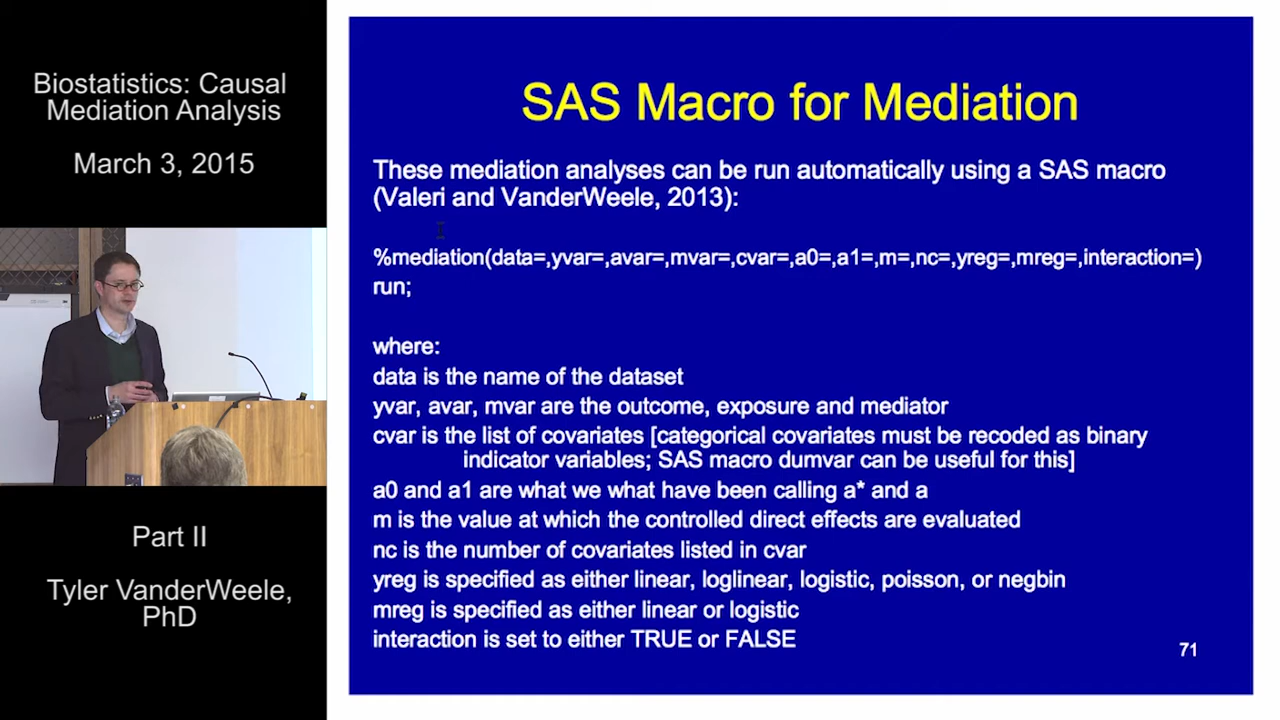 Biostatistics: Causal
Mediation Analysis
March 3, 2015
Part II
Tyler VanderWeele,
PhD
SAS Macro for Mediation
These mediation analyses can be run automatically using a SAS macro
(Valeri and VanderWeele, 2013):
%mediation(data=,yvar=,avar=,mvar=,cvar=,a0=,a1=,m=,nc=,yreg=,mreg=,interaction=)
run;
where:
data is the name of the dataset
yvar, avar, mvar are the outcome, exposure and mediator
cvar is the list of covariates [categorical covariates must be recoded as binary
indicator variables; SAS macro dumvar can be useful for this]
a0 and a1 are what we what have been calling a* and a
m is the value at which the controlled direct effects are evaluated
nc is the number of covariates listed in cvar
yreg is specified as either linear, loglinear, logistic, poisson, or negbin
mreg is specified as either linear or logistic
interaction is set to either TRUE or FALSE
71